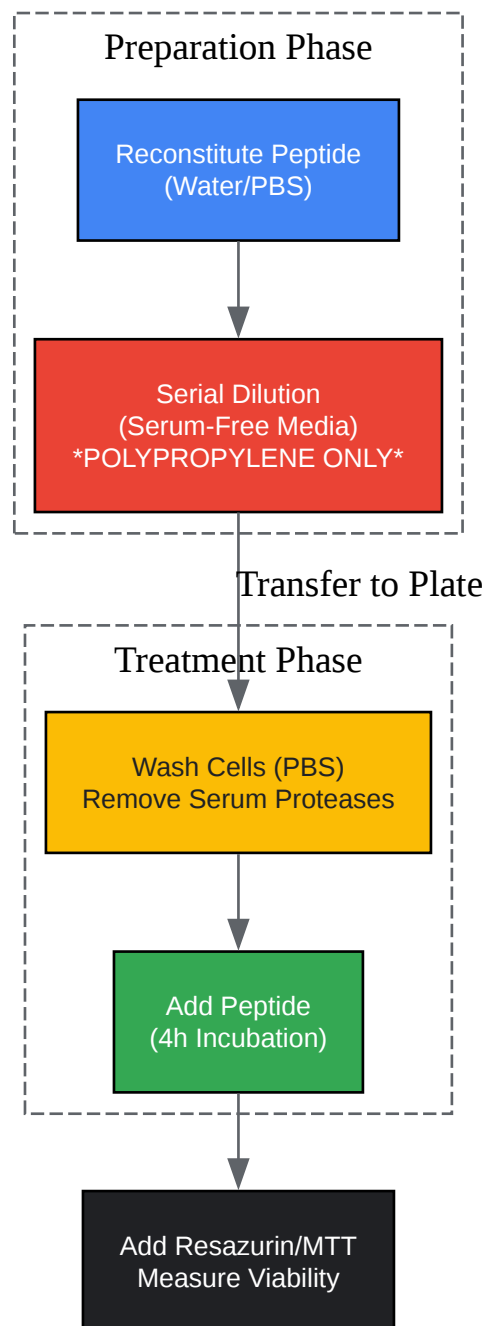 Preparation Phase
Reconstitute Peptide
(Water/PBS)
Serial Dilution
(Serum-Free Media)
*POLYPROPYLENE ONLY*
Transfer to Plate
Treatment Phase
Wash Cells (PBS)
Remove Serum Proteases
Add Peptide
(4h Incubation)
Add Resazurin/MTT
Measure Viability